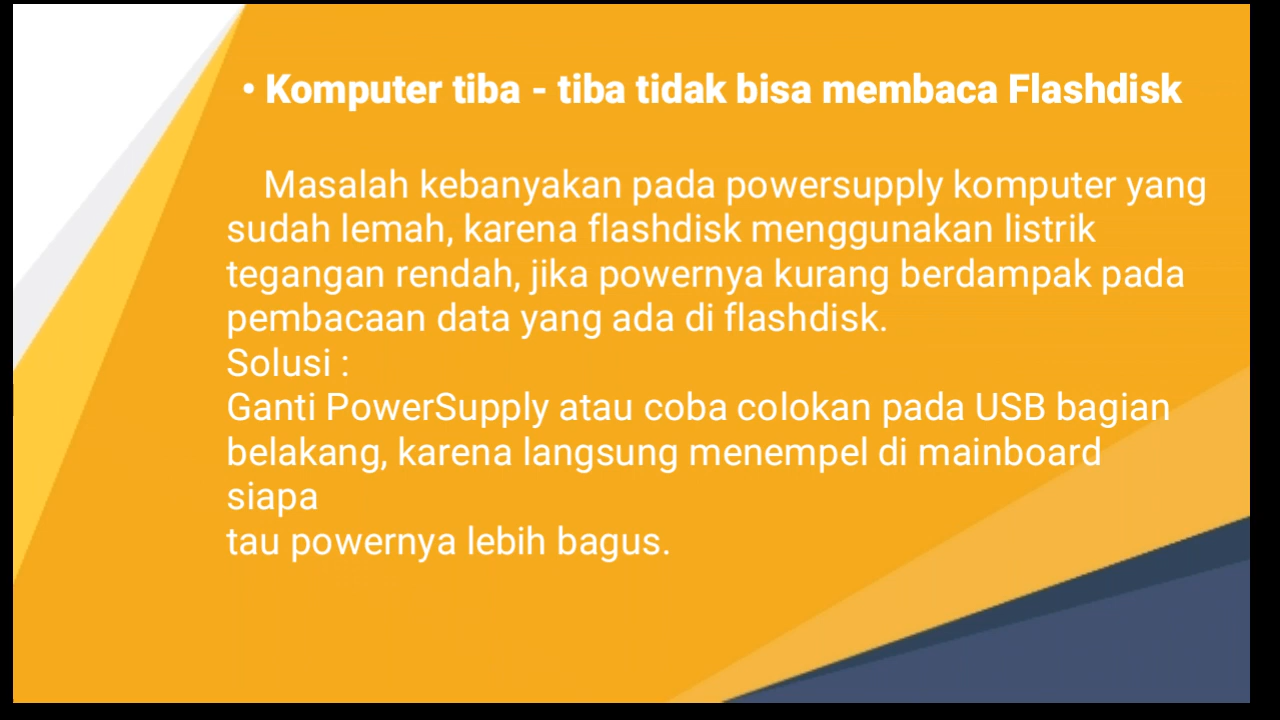 • Komputer tiba - tiba tidak bisa membaca Flashdisk
Masalah kebanyakan pada powersupply komputer yang
sudah lemah, karena flashdisk menggunakan listrik
tegangan rendah, jika powernya kurang berdampak pada
pembacaan data yang ada di flashdisk.
Solusi :
Ganti PowerSupply atau coba colokan pada USB bagian
belakang, karena langsung menempel di mainboard
siapa
tau powernya lebih bagus.